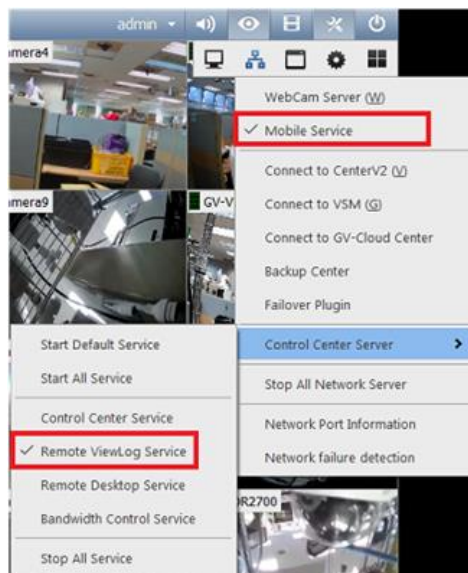 admin
amera4
WebCam Server (W)
Mobile Service
Connect to CenterV2 (V)
amera9
GV-V
Connect to VSM (G)
Connect to GV-Cloud Center
Backup Center
Failover Plugin
Start Default Service
Control Center Server
Start All Service
Stop All Network Server
Control Center Service
Network Port Information
Remote ViewLog Service
Network failure detection
Remote Desktop Service
R2700
Bandwidth Control Service
Stop All Service